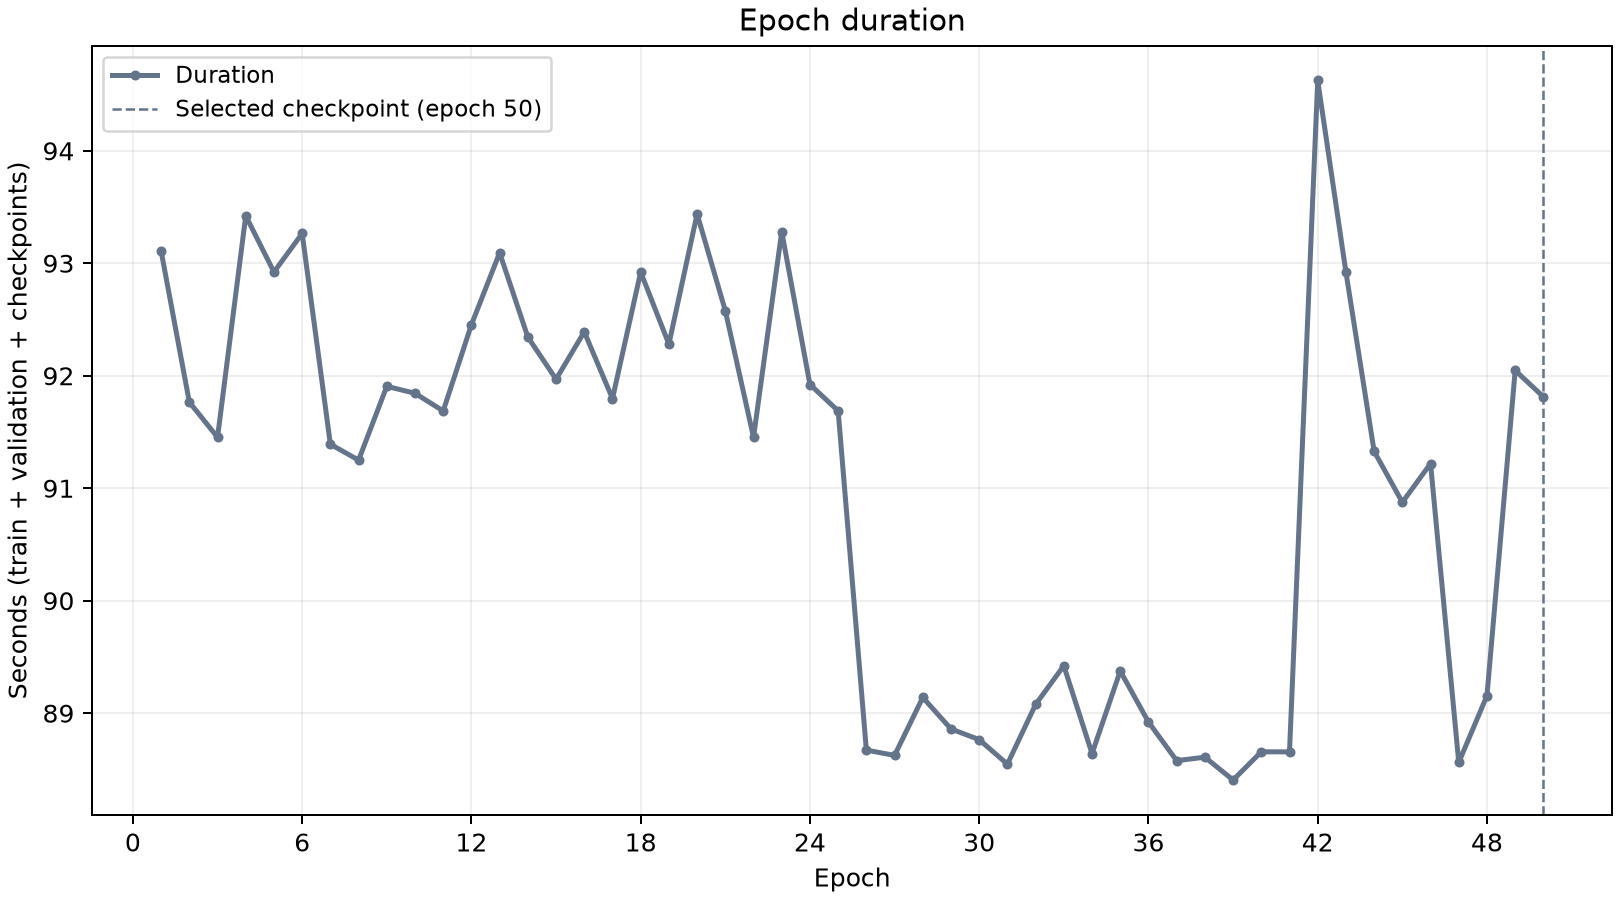 Epoch duration
Duration
Selected checkpoint (epoch 50)
Seconds (train + validation + checkpoints)
94
93
92
91
90
89
0 6 12 18 24 30 36 42 48
Epoch